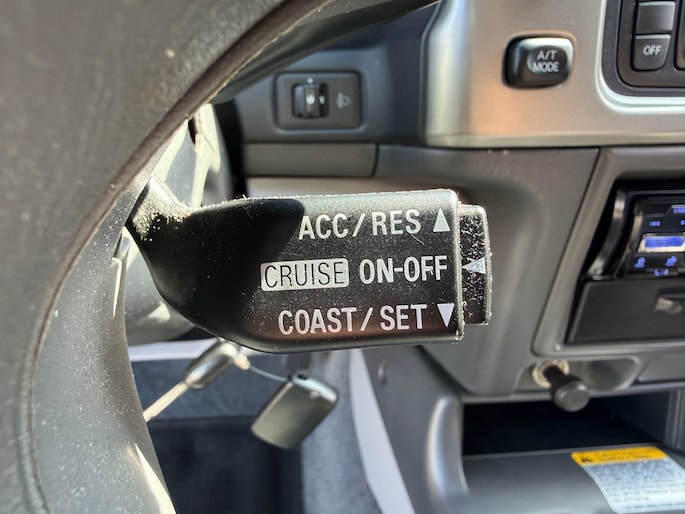 A/T
MODE
OFF
ACC/RES
CRUISE ON-OFF
COAST/SET